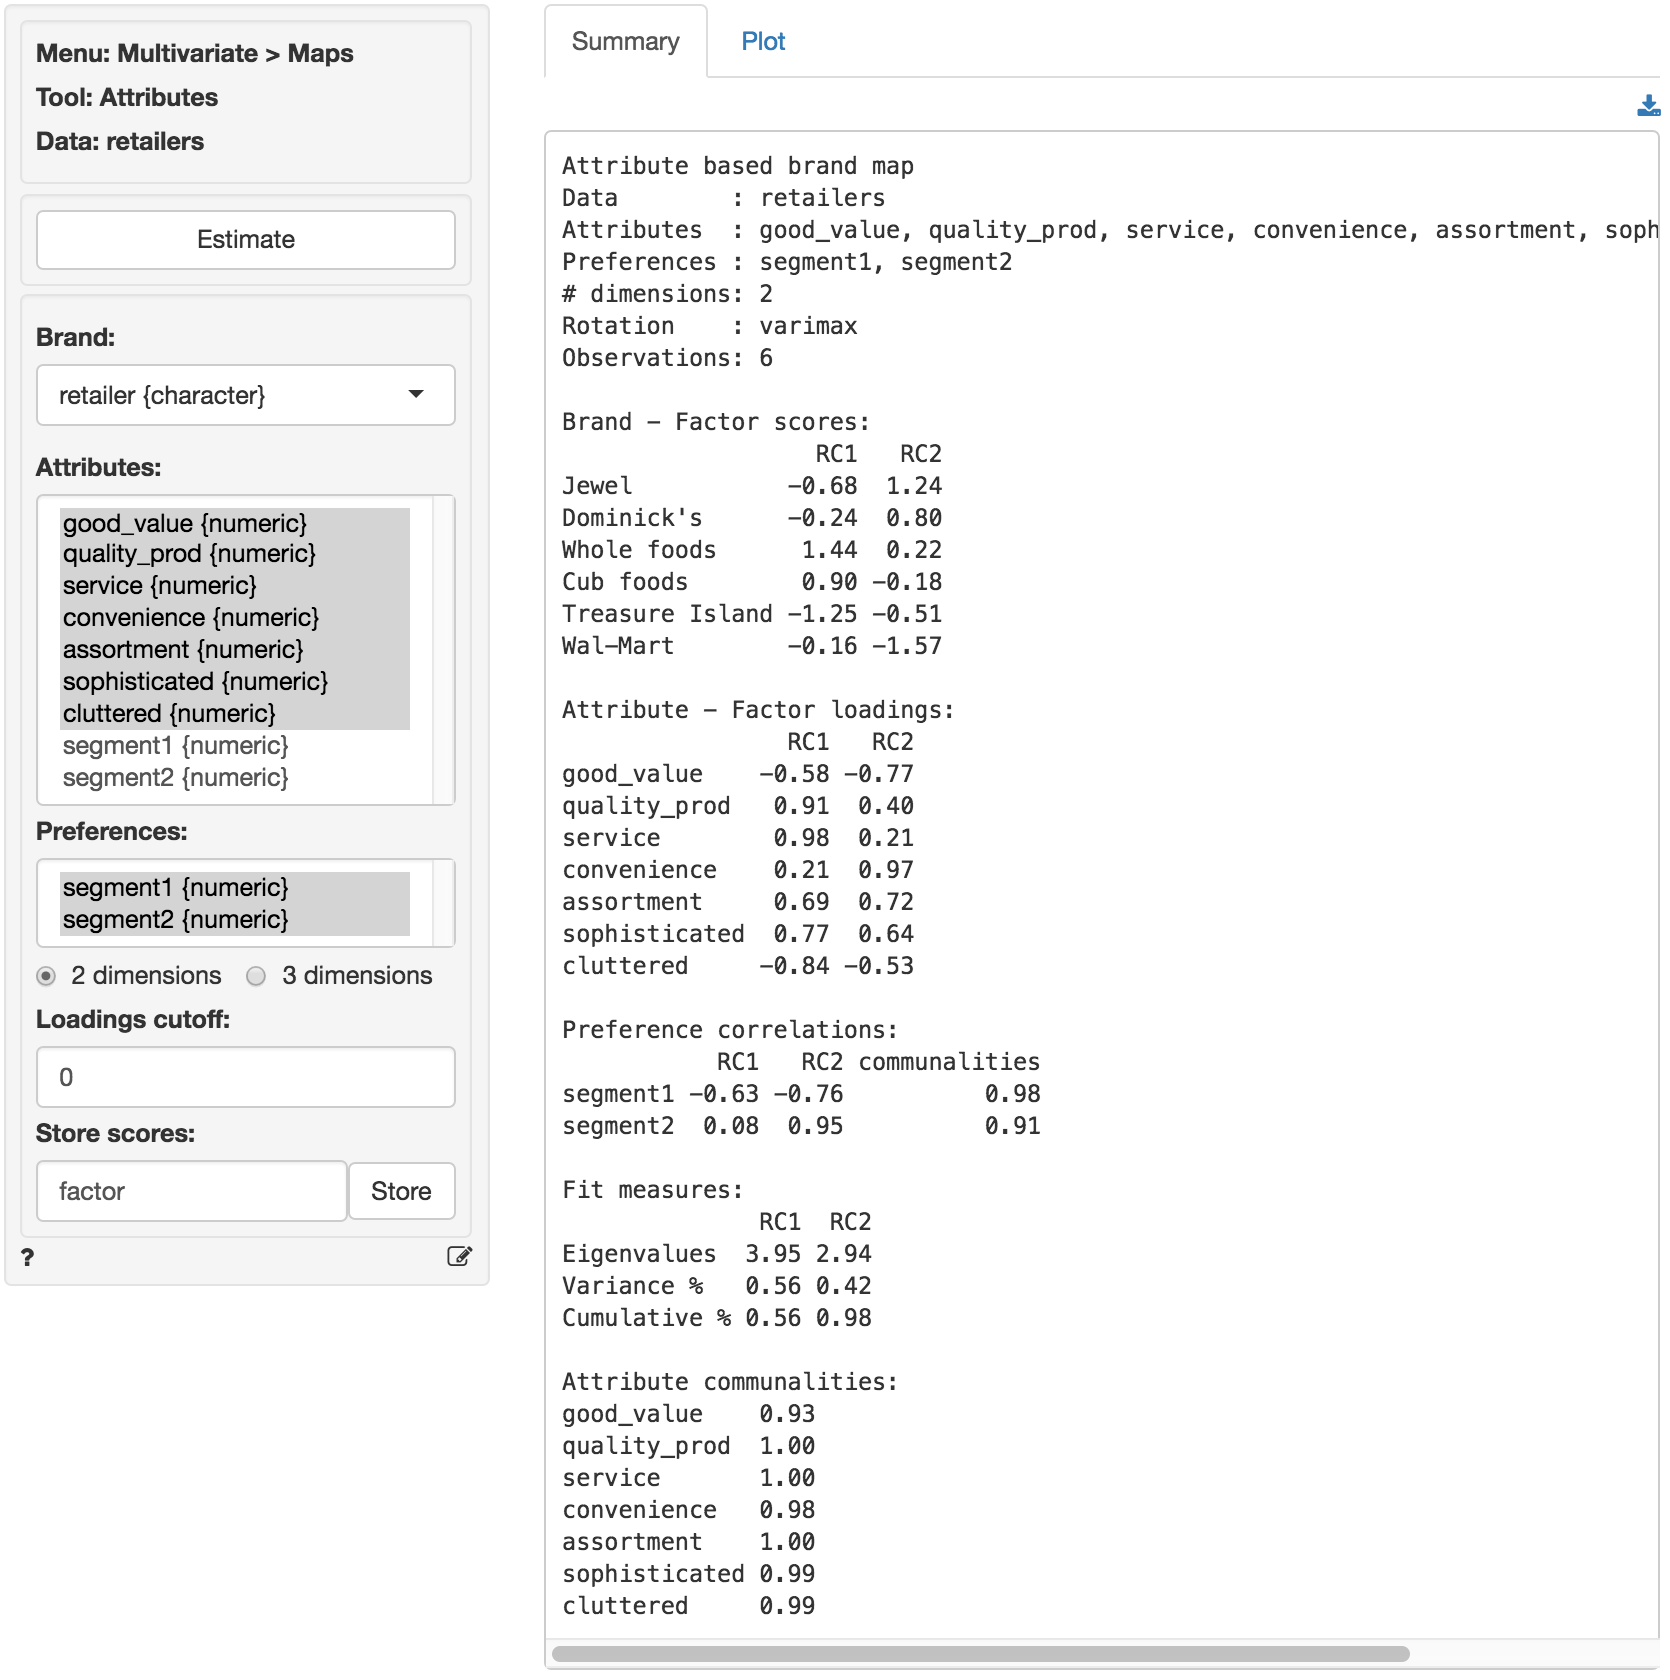 Menu: Multivariate > Maps
Tool: Attributes
Data: retailers
Estimate
Brand:
retailer {character}
Attributes:
good_value {numeric}
quality_prod {numeric}
service {numeric}
convenience {numeric}
assortment {numeric}
sophisticated {numeric}
cluttered {numeric}
segment1 {numeric}
segment2 {numeric}
Preferences:
segment1 {numeric}
segment2 {numeric}
2 dimensions 3 dimensions
Loadings cutoff:
0
Store scores:
factor Store
?
Summary Plot
Attribute based brand map
Data        : retailers
Attributes  : good_value, quality_prod, service, convenience, assortment, soph
Preferences : segment1, segment2
# dimensions: 2
Rotation    : varimax
Observations: 6
Brand - Factor scores:
                  RC1   RC2
Jewel           -0.68  1.24
Dominick's      -0.24  0.80
Whole foods      1.44  0.22
Cub foods        0.90 -0.18
Treasure Island -1.25 -0.51
Wal-Mart        -0.16 -1.57
Attribute - Factor loadings:
                RC1   RC2
good_value    -0.58 -0.77
quality_prod   0.91  0.40
service        0.98  0.21
convenience    0.21  0.97
assortment     0.69  0.72
sophisticated  0.77  0.64
cluttered     -0.84 -0.53
Preference correlations:
           RC1   RC2 communalities
segment1 -0.63 -0.76          0.98
segment2  0.08  0.95          0.91
Fit measures:
              RC1  RC2
Eigenvalues  3.95 2.94
Variance %   0.56 0.42
Cumulative % 0.56 0.98
Attribute communalities:
good_value    0.93
quality_prod  1.00
service       1.00
convenience   0.98
assortment    1.00
sophisticated 0.99
cluttered     0.99